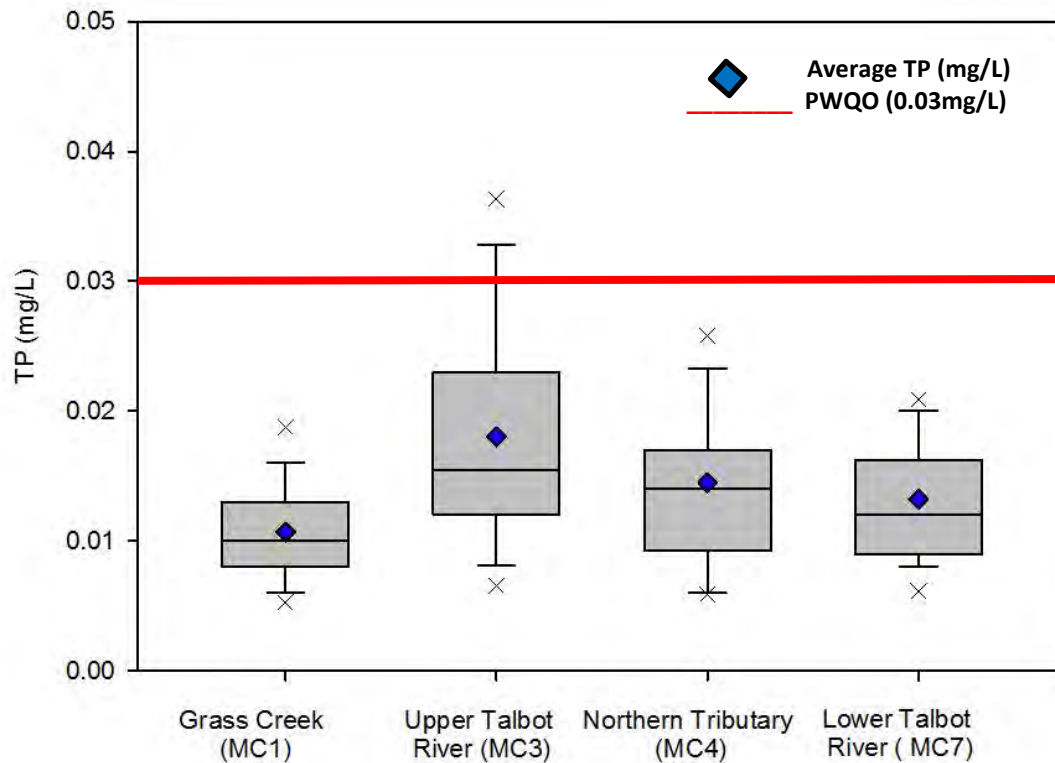 0.05
Average TP (mg/L)
PWQO (0.03mg/L)
0.04
0.03
TP (mg/L)
0.02
0.01
0.00
Grass Creek
(MC1)
Upper Talbot
River (MC3)
Northern Tributary
(MC4)
Lower Talbot
River ( MC7)